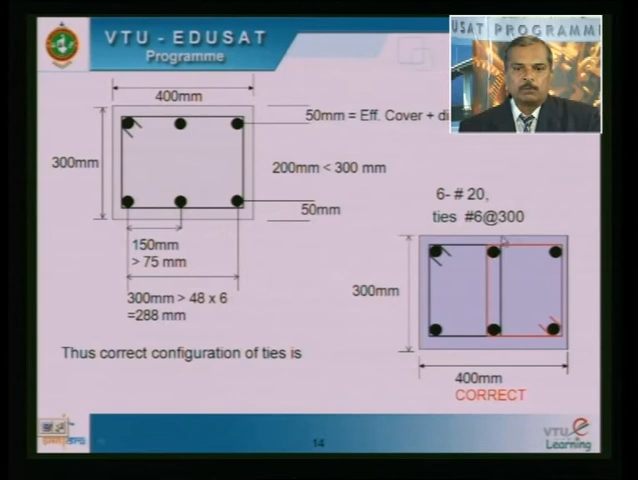 VTU - EDUSAT
Programme
USAT PROGRAMM
400mm
50mm = Eff. Cover + di
300mm
200mm < 300 mm
50mm
150mm
> 75 mm
300mm > 48 x 6
=288 mm
6- # 20,
ties #6@300
300mm
Thus correct configuration of ties is
400mm
CORRECT
14
VTU e
Learning